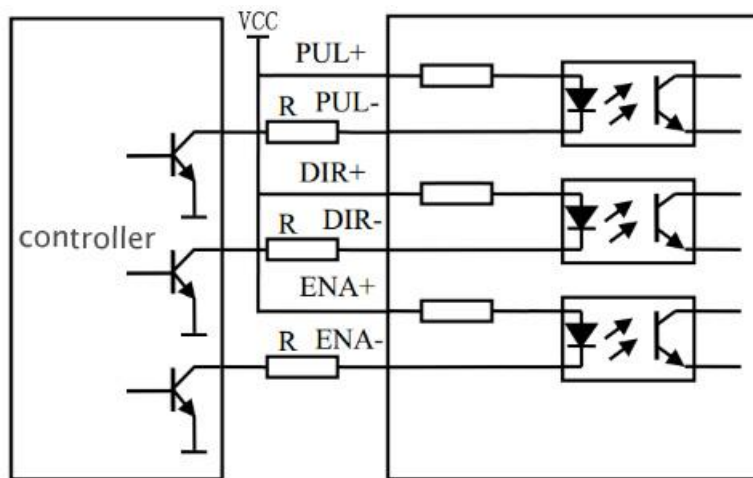 VCC
PUL+
R PUL-
DIR+
controller
R DIR-
ENA+
R ENA-